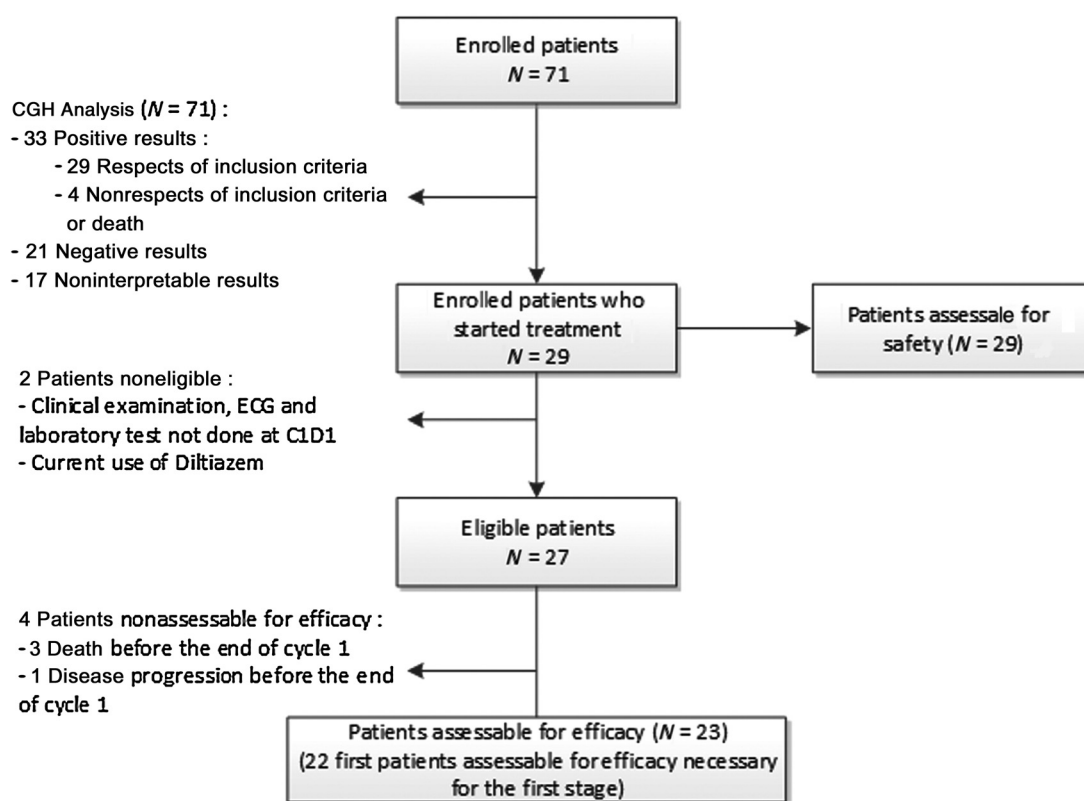 Enrolled patients
N = 71
CGH Analysis (N = 71) :
- 33 Positive results :
- 29 Respects of inclusion criteria
- 4 Nonrespects of inclusion criteria
or death
- 21 Negative results
- 17 Noninterpretable results
Enrolled patients who
started treatment
N = 29
Patients assessale for
safety (N = 29)
2 Patients noneligible :
- Clinical examination, ECG and
laboratory test not done at C1D1
- Current use of Diltiazem
Eligible patients
N = 27
4 Patients nonassessable for efficacy :
- 3 Death before the end of cycle 1
- 1 Disease progression before the end
of cycle 1
Patients assessable for efficacy (N = 23)
(22 first patients assessable for efficacy necessary
for the first stage)